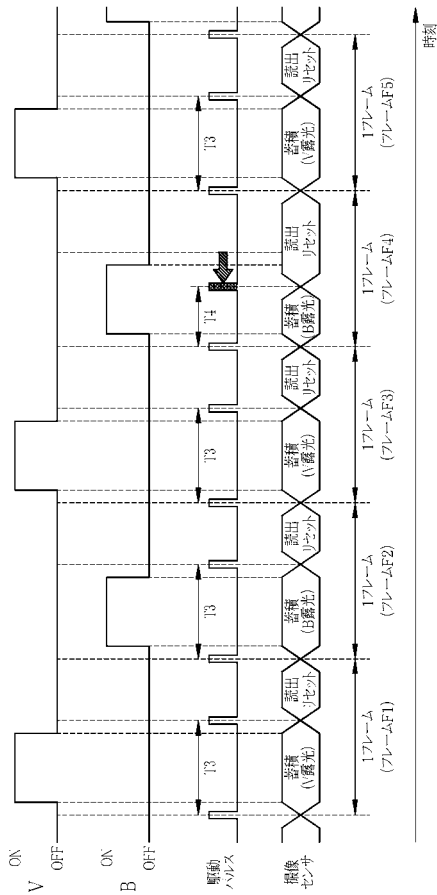 V
ON
OFF
B
ON
OFF
駆動
パルス
T3
T3
T3
T4
T3
撮像
センサ
蓄積
(V露光)
読出
リセット
蓄積
(B露光)
読出
リセット
蓄積
(V露光)
読出
リセット
蓄積
(B露光)
読出
リセット
蓄積
(V露光)
読出
リセット
1フレーム
(フレームF1)
1フレーム
(フレームF2)
1フレーム
(フレームF3)
1フレーム
(フレームF4)
1フレーム
(フレームF5)
時刻